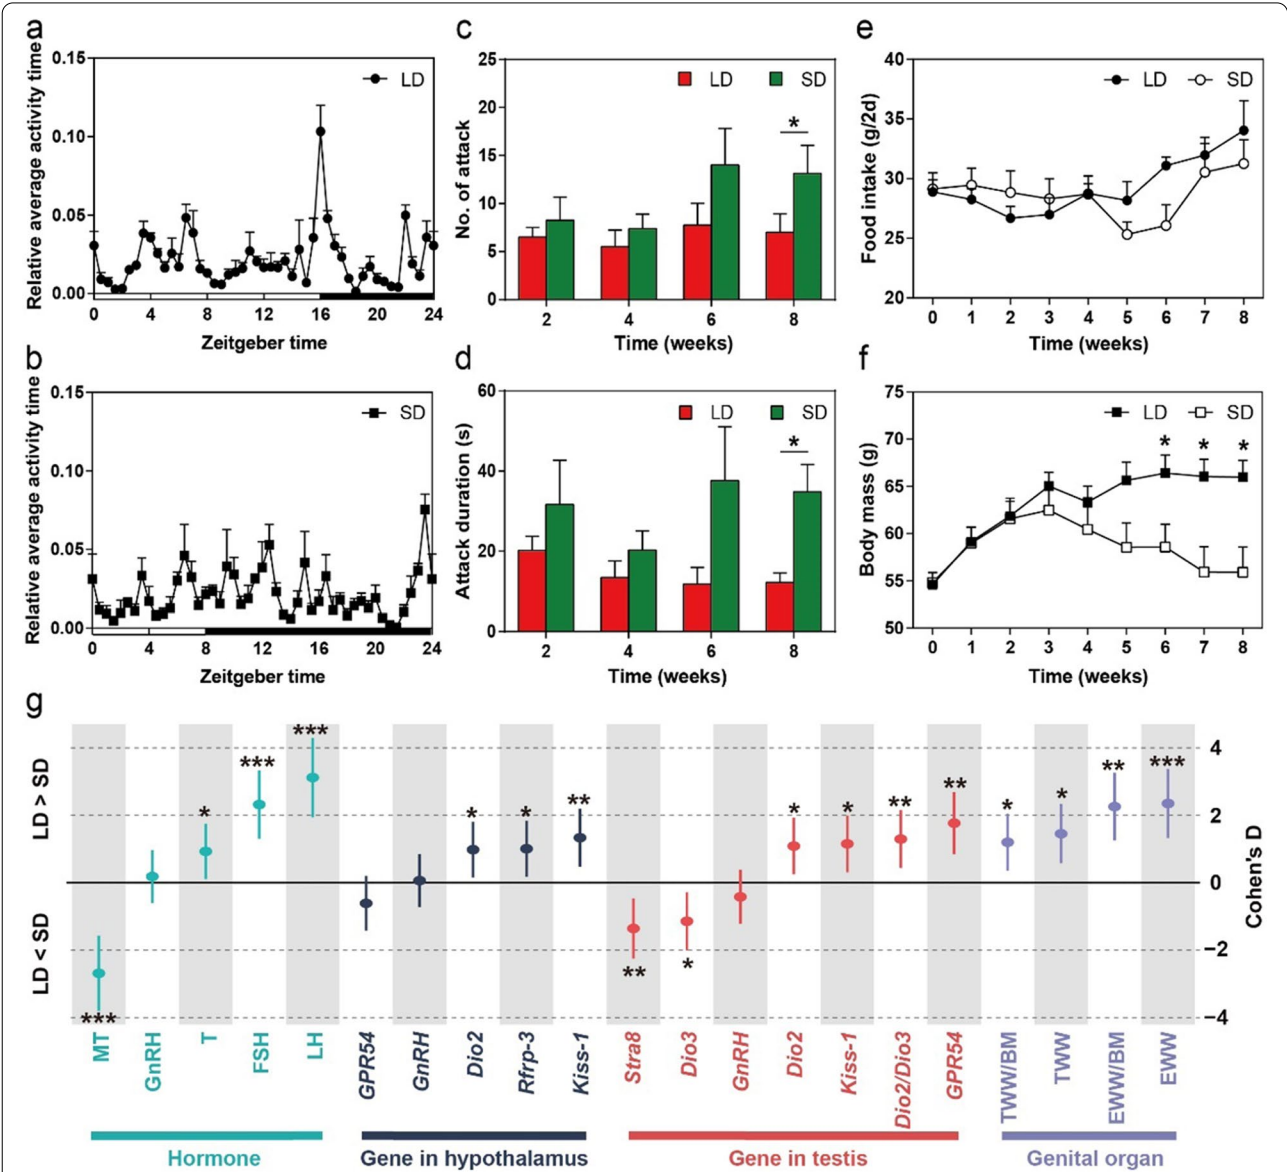 a
Relative average activity time
0.15
0.10
0.05
0.00
LD
0 4 8 12 16 20 24
Zeitgeber time
b
Relative average activity time
0.15
0.10
0.05
0.00
SD
0 4 8 12 16 20 24
Zeitgeber time
c
No. of attack
25
20
15
10
5
0
LD SD
*
2 4 6 8
Time (weeks)
d
Attack duration (s)
60
40
20
0
LD SD
*
2 4 6 8
Time (weeks)
e
Food intake (g/2d)
40
35
30
25
20
LD SD
0 1 2 3 4 5 6 7 8
Time (weeks)
f
Body mass (g)
75
70
65
60
55
50
LD SD
* * *
0 1 2 3 4 5 6 7 8
Time (weeks)
g
LD > SD
LD < SD
*** * *** *** * * ** ** * * * ** ** * * ** ***
4
2
0
−2
−4
Cohen's D
MT GnRH T FSH LH GPR54 GnRH Dio2 Rfrp-3 Kiss-1 Stra8 Dio3 GnRH Dio2 Kiss-1 Dio2/Dio3 GPR54 TWW/BM TWW EWW/BM EWW
Hormone Gene in hypothalamus Gene in testis Genital organ